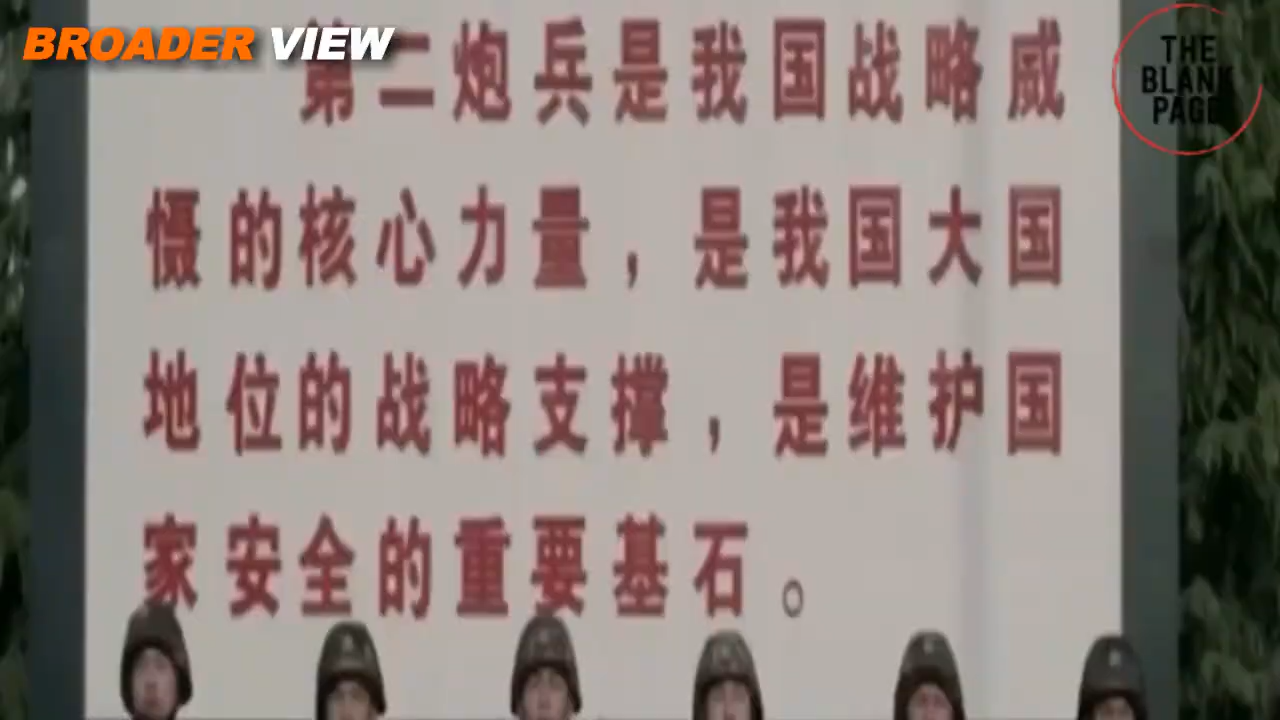 BROADER VIEW
THE
BLANK
PAGE
第二炮兵是我国战略威
慑的核心力量，是我国大国
地位的战略支撑，是维护国
家安全的重要基石。